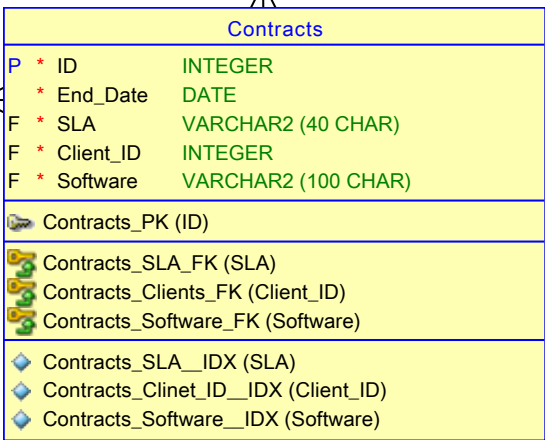 Contracts
P * ID INTEGER
* End_Date DATE
F * SLA VARCHAR2 (40 CHAR)
F * Client_ID INTEGER
F * Software VARCHAR2 (100 CHAR)
Contracts_PK (ID)
Contracts_SLA_FK (SLA)
Contracts_Clients_FK (Client_ID)
Contracts_Software_FK (Software)
Contracts_SLA__IDX (SLA)
Contracts_Clinet_ID__IDX (Client_ID)
Contracts_Software__IDX (Software)